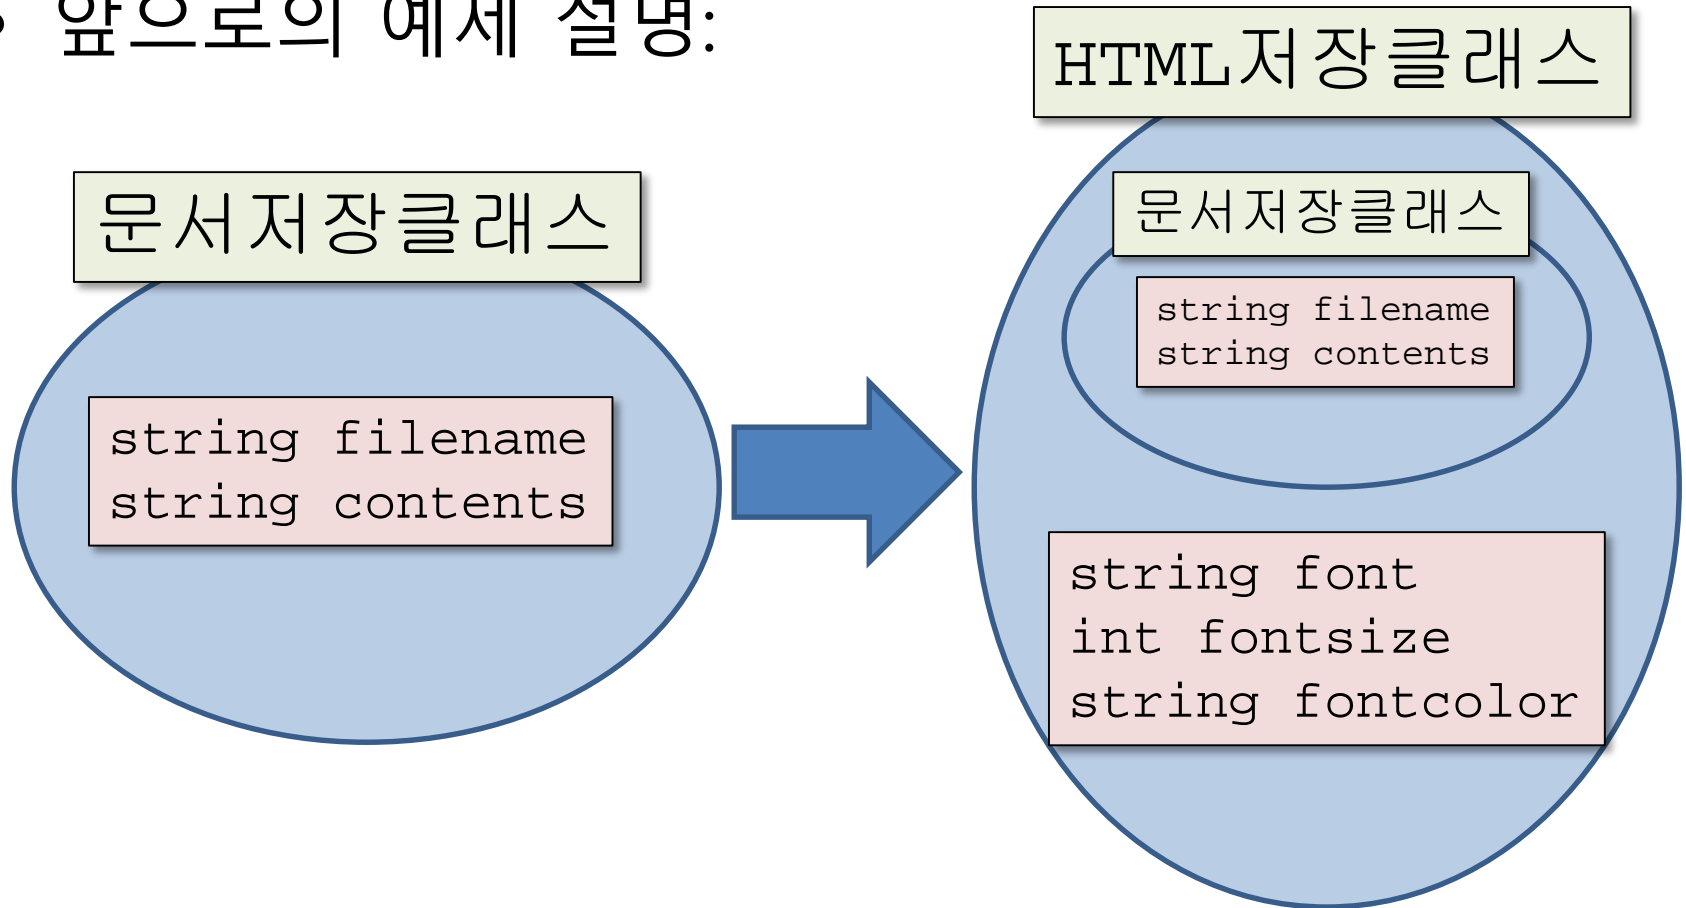 • 앞으로의 예제 설명:
HTML저장클래스
문서저장클래스
string filename
string contents
문서저장클래스
string filename
string contents
string font
int fontsize
string fontcolor